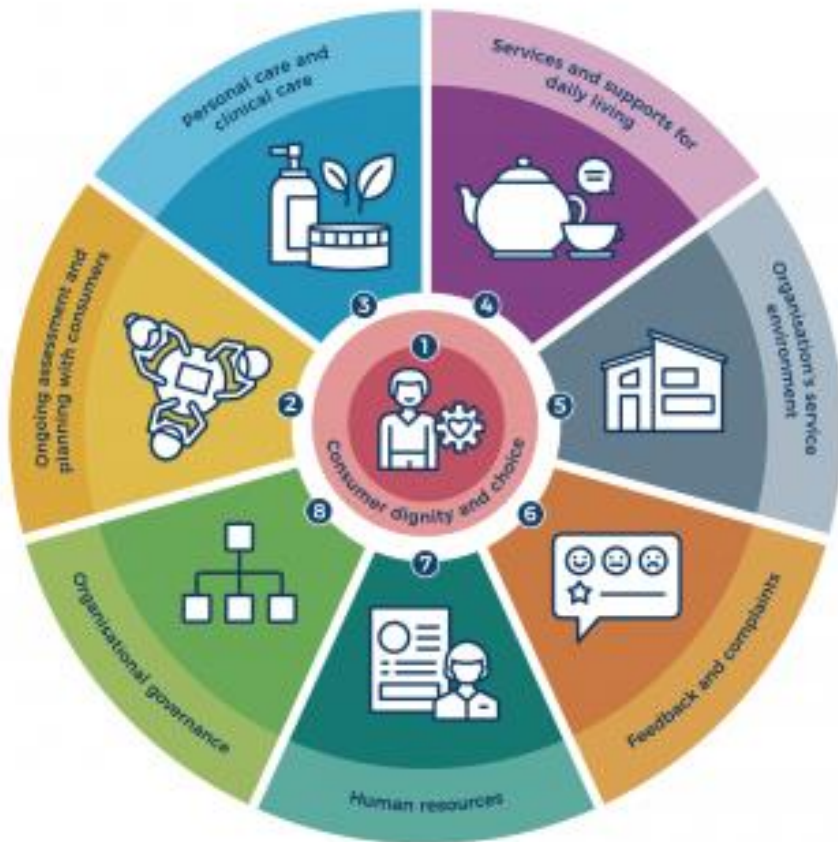 1
Consumer dignity and choice
2
Ongoing assessment and
planning with consumers
3
Personal care and
clinical care
4
Services and supports for
daily living
5
Organisation's service
environment
6
Feedback and complaints
7
Human resources
8
Organisational governance